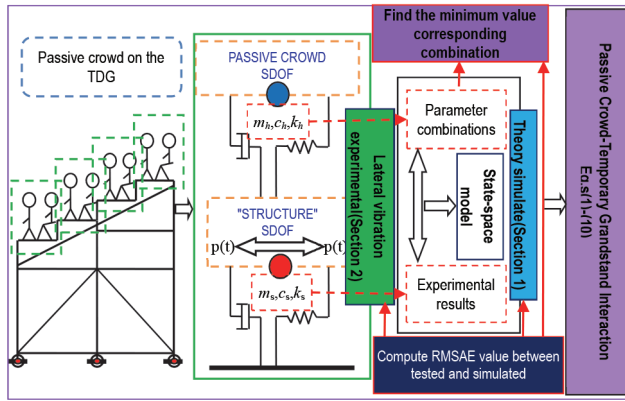 Passive crowd on the
TDG
PASSIVE CROWD
SDOF
mh,ch,kh
"STRUCTURE"
SDOF
p(t)
p(t)
ms,cs,ks
Lateral vibration
experimental(Section 2)
Find the minimum value
corresponding
combination
Parameter
combinations
State-space
model
Experimental
results
Theory simulate/Section 1)
Compute RMSAE value between
tested and simulated
Passive Crowd-Temporary Grandstand Interaction
Eq.s(1)-(10)